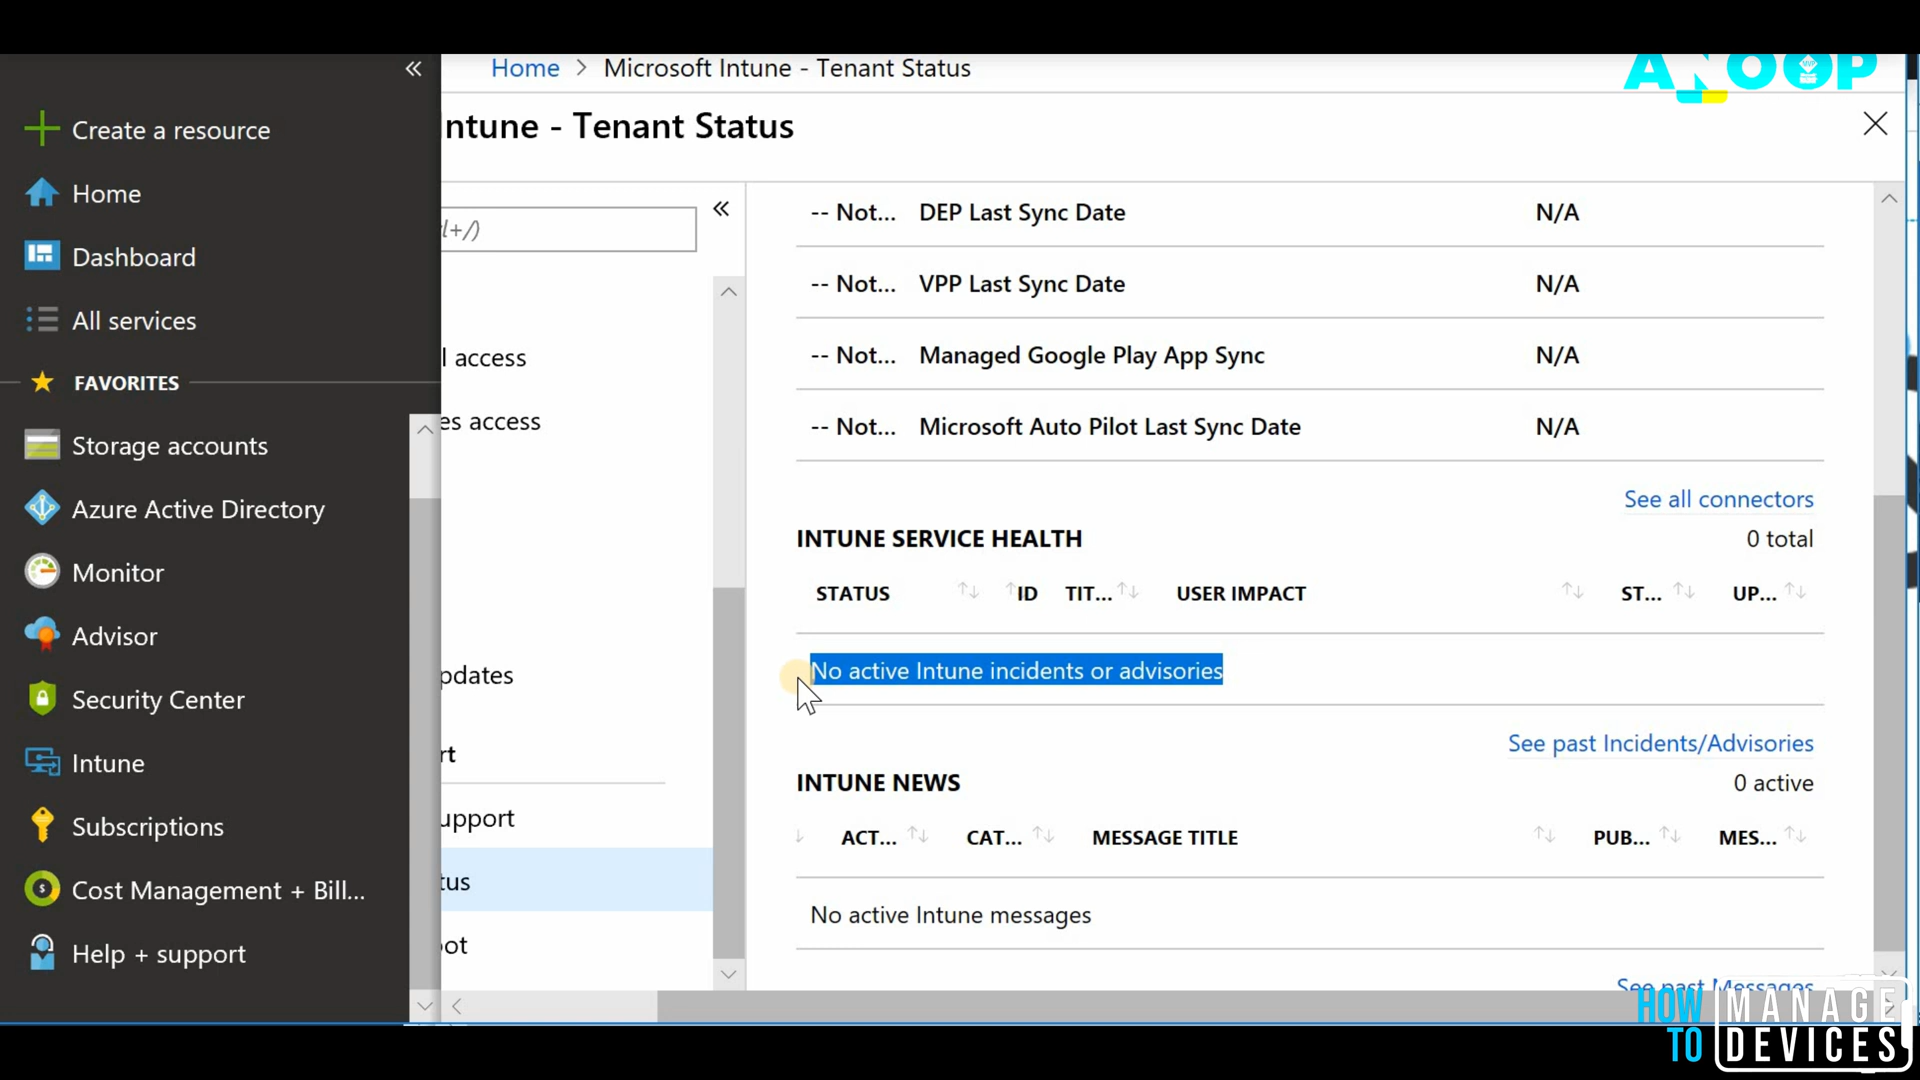 Home > Microsoft Intune - Tenant Status
ANOOP
ntune - Tenant Status
Create a resource
Home
Dashboard
All services
FAVORITES
Storage accounts
Azure Active Directory
Monitor
Advisor
Security Center
Intune
Subscriptions
Cost Management + Bill...
Help + support
l+/)
l access
es access
pdates
rt
upport
tus
ot
-- Not... DEP Last Sync Date N/A
-- Not... VPP Last Sync Date N/A
-- Not... Managed Google Play App Sync N/A
-- Not... Microsoft Auto Pilot Last Sync Date N/A
See all connectors
INTUNE SERVICE HEALTH 0 total
STATUS ID TIT... USER IMPACT ST... UP...
No active Intune incidents or advisories
See past Incidents/Advisories
INTUNE NEWS 0 active
ACT... CAT... MESSAGE TITLE PUB... MES...
No active Intune messages
See past Messages
HOW TO
MANAGE
DEVICES